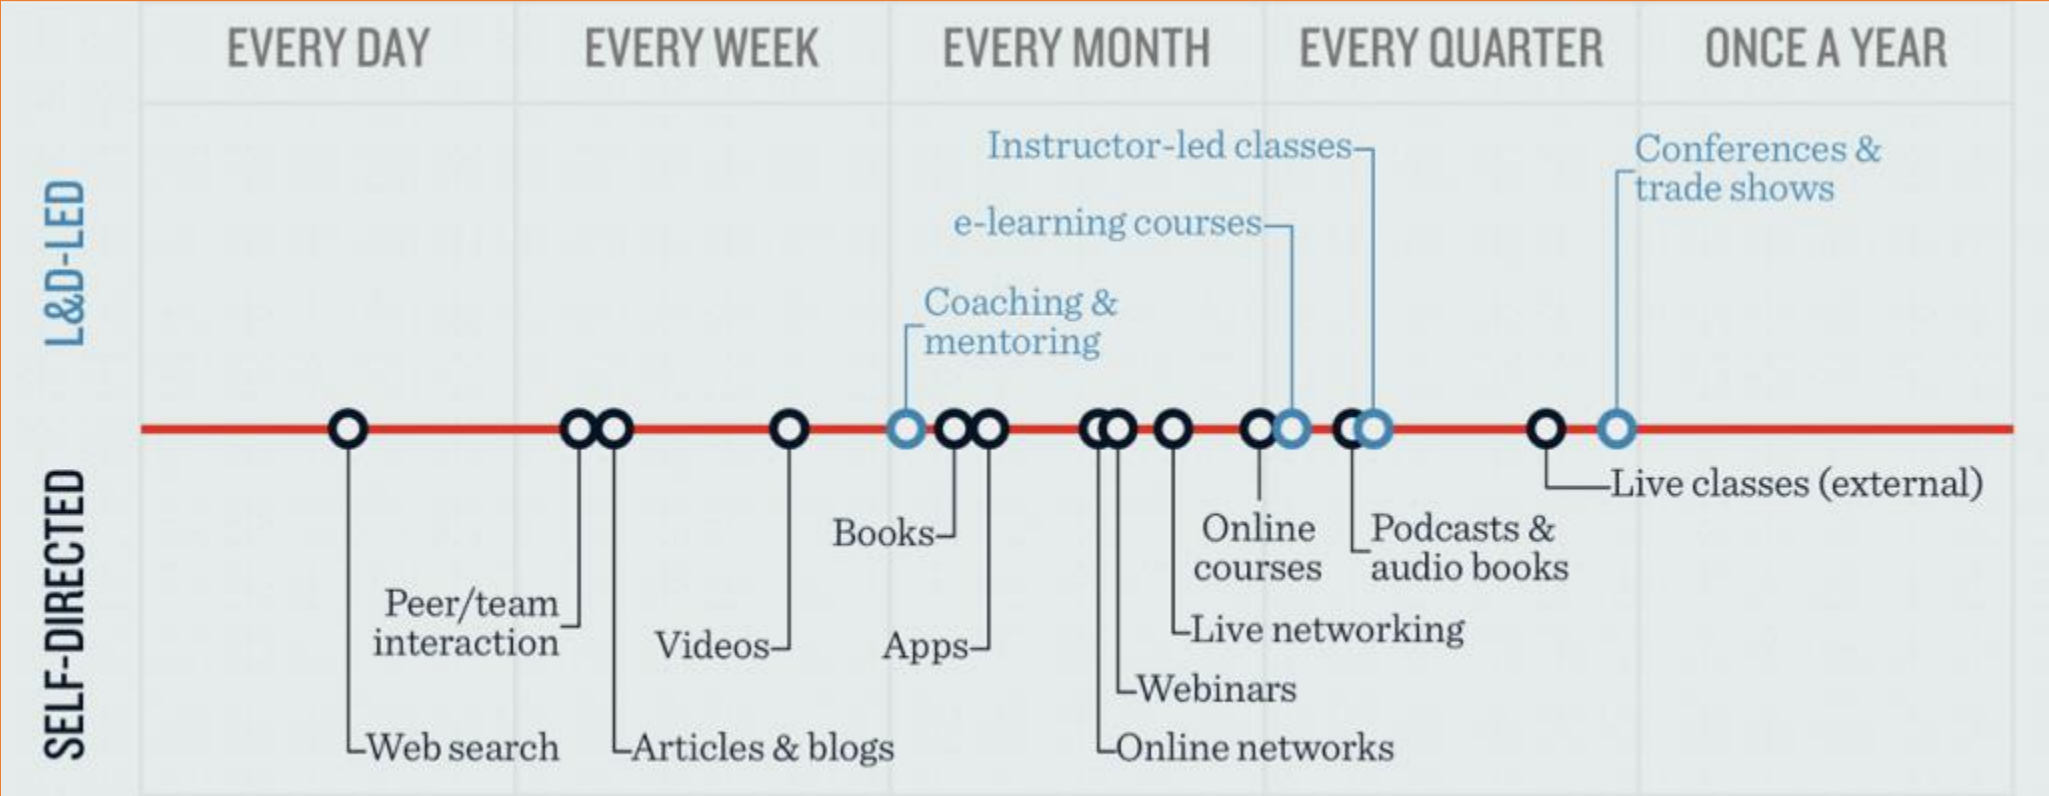 EVERY DAY
EVERY WEEK
EVERY MONTH
EVERY QUARTER
ONCE A YEAR
L&D-LED
Instructor-led classes
Conferences &
trade shows
e-learning courses
Coaching &
mentoring
SELF-DIRECTED
Live classes (external)
Books
Online
courses
Podcasts &
audio books
Peer/team
interaction
Videos
Apps
Live networking
Webinars
Web search
Articles & blogs
Online networks